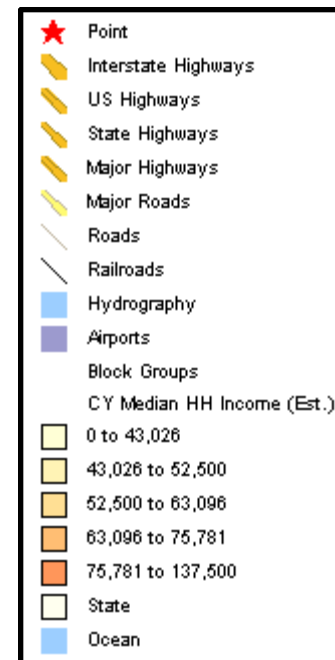 Point
Interstate Highways
US Highways
State Highways
Major Highways
Major Roads
Roads
Railroads
Hydrography
Airports
Block Groups
CY Median HH Income (Est.)
0 to 43,026
43,026 to 52,500
52,500 to 63,096
63,096 to 75,781
75,781 to 137,500
State
Ocean